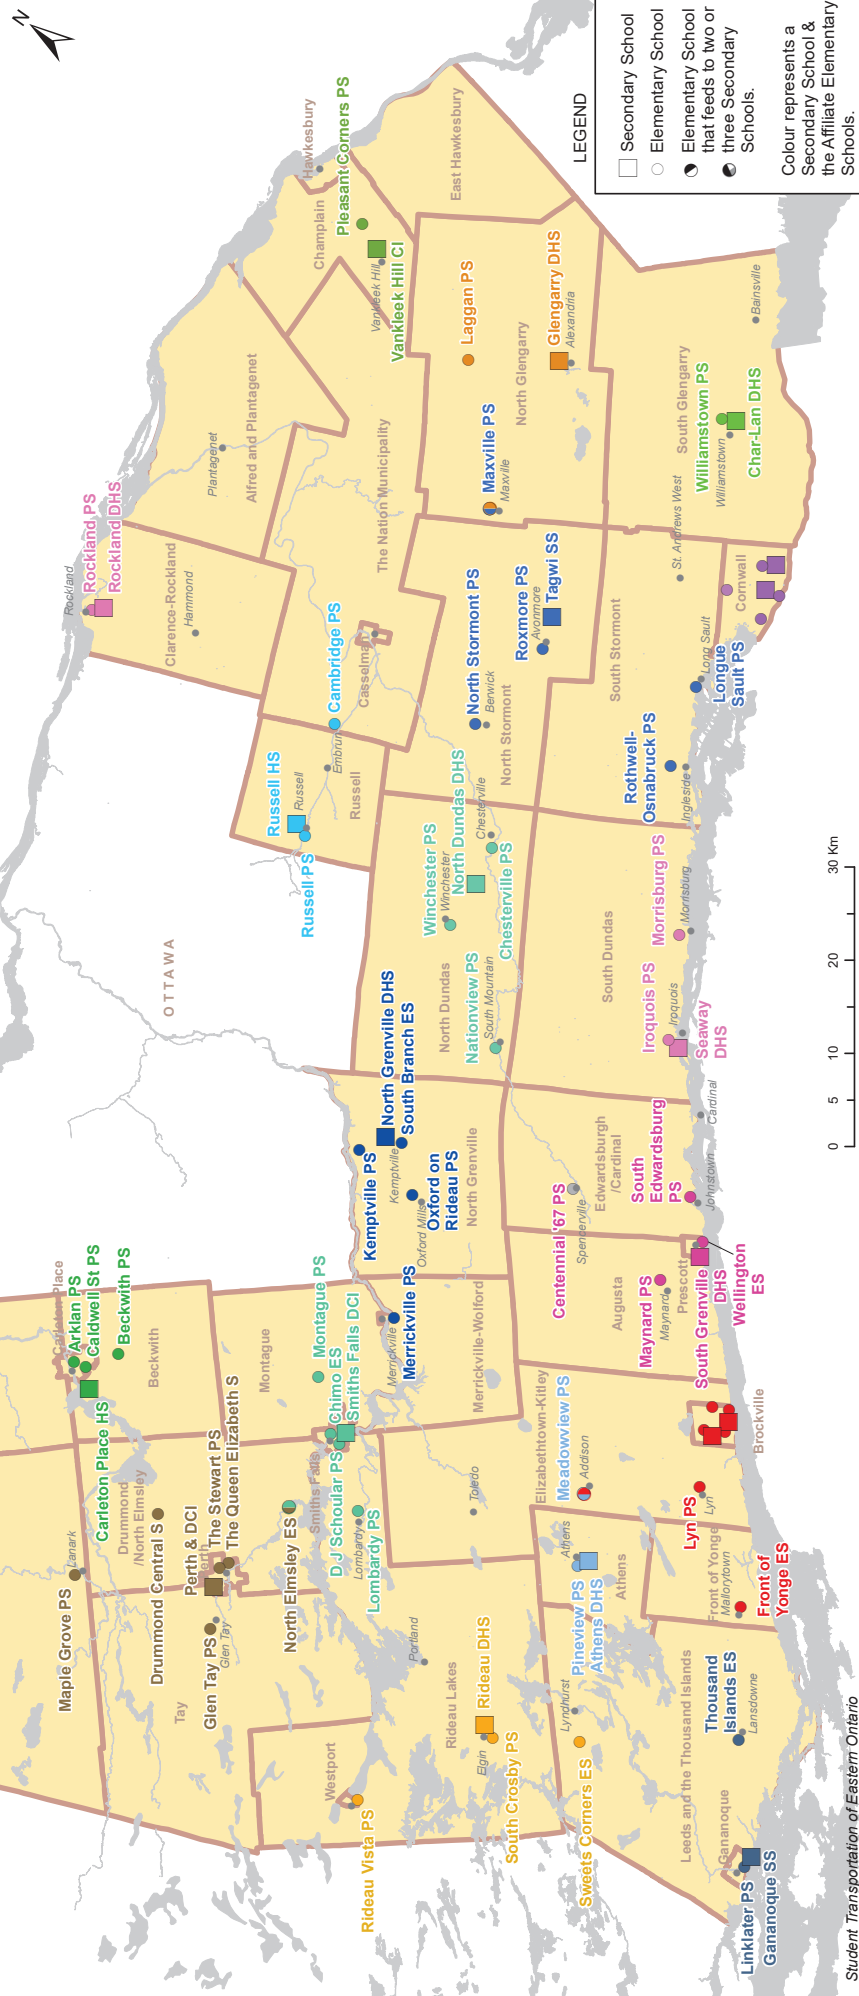 N
Hawkesbury
Pleasant Corners PS
Champlain
East Hawkesbury
Vankleek Hill
Vankleek Hill CI
LEGEND
Secondary School
Elementary School
Elementary School
that feeds to two or
three Secondary
Schools.
Colour represents a
Secondary School &
the Affiliate Elementary
Schools.
Laggan PS
Glengarry DHS
Alexandria
North Glengarry
Bainsville
Plantagenet
Alfred and Plantagenet
The Nation Municipality
Maxville PS
Maxville
South Glengarry
Williamstown PS
Williamstown
Char-Lan DHS
St. Andrews West
Rockland
Rockland PS
Rockland DHS
Clarence-Rockland
Hammond
Cambridge PS
Casselman
North Stormont PS
Berwick
North Stormont
Roxmore PS
Avonmore
Tagwi SS
South Stormont
Cornwall
Long Sault
Longue
Sault PS
Russell HS
Russell
Embrun
Russell
Russell PS
Rothwell-
Osnabruck PS
Ingleside
OTTAWA
Winchester PS
Winchester
North Dundas DHS
Chesterville
Chesterville PS
North Dundas
Nationview PS
South Mountain
South Dundas
Morrisburg PS
Morrisburg
Iroquois PS
Iroquois
Seaway
DHS
North Grenville DHS
South Branch ES
Kemptville PS
Kemptville
Oxford Mills
Oxford on
Rideau PS
North Grenville
Edwardsburgh
/Cardinal
Cardinal
South
Edwardsburg
PS
Johnstown
Centennial '67 PS
Spencerville
Carleton Place
Arklan PS
Caldwell St PS
Beckwith PS
Carleton Place HS
Beckwith
Montague
Montague PS
Chimo ES
Smiths Falls DCI
Smiths Falls
D J Schoular PS
Lombardy
Lombardy PS
Merrickville
Merrickville PS
Merrickville-Wolford
Augusta
Maynard PS
Maynard
Prescott
South Grenville
DHS
Wellington
ES
Brockville
Elizabethtown-Kitley
Meadowview PS
Addison
Toledo
Lyn PS
Lyn
Lanark
Maple Grove PS
Drummond
/North Elmsley
Drummond Central S
Perth
Perth & DCI
The Stewart PS
The Queen Elizabeth S
Glen Tay PS
Glen Tay
North Elmsley ES
Tay
Portland
Athens
Pineview PS
Athens DHS
Athens
Front of Yonge
Mallorytown
Front of
Yonge ES
Rideau DHS
Rideau Lakes
Elgin
South Crosby PS
Westport
Rideau Vista PS
Lyndhurst
Sweets Corners ES
Leeds and the Thousand Islands
Thousand
Islands ES
Lansdowne
Gananoque
Linklater PS
Gananoque SS
0 5 10 20 30 Km
Student Transportation of Eastern Ontario